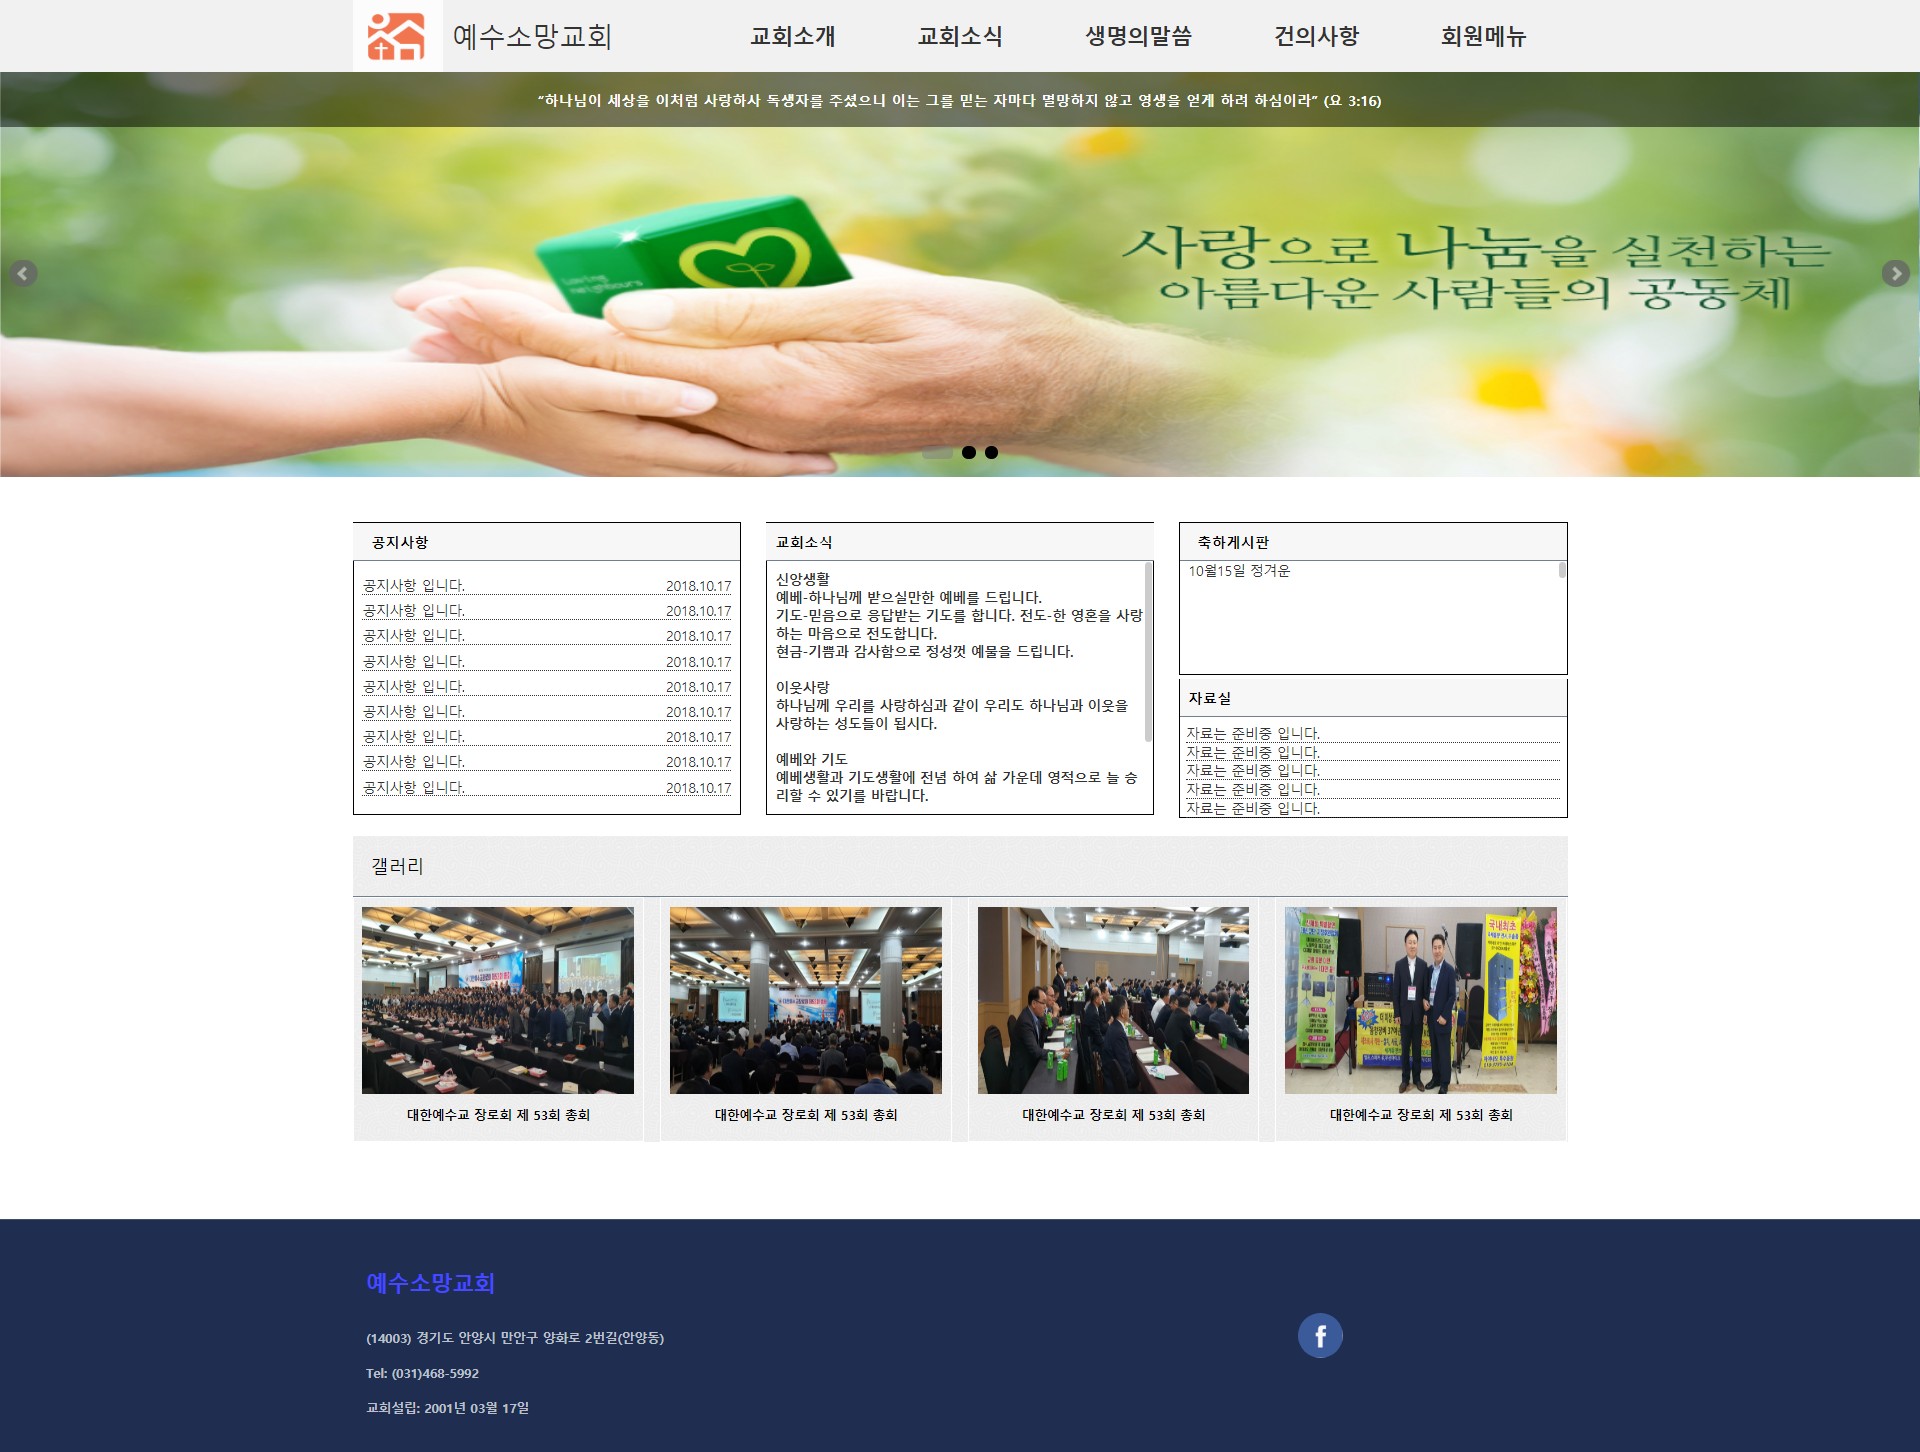 예수소망교회
교회소개
교회소식
생명의말씀
건의사항
회원메뉴
“하나님이 세상을 이처럼 사랑하사 독생자를 주셨으니 이는 그를 믿는 자마다 멸망하지 않고 영생을 얻게 하려 하심이라” (요 3:16)
사랑으로 나눔을 실천하는
아름다운 사람들의 공동체
공지사항
공지사항 입니다. 2018.10.17
공지사항 입니다. 2018.10.17
공지사항 입니다. 2018.10.17
공지사항 입니다. 2018.10.17
공지사항 입니다. 2018.10.17
공지사항 입니다. 2018.10.17
공지사항 입니다. 2018.10.17
공지사항 입니다. 2018.10.17
공지사항 입니다. 2018.10.17
교회소식
신앙생활
예베-하나님께 받으실만한 예베를 드립니다.
기도-믿음으로 응답받는 기도를 합니다. 전도-한 영혼을 사랑
하는 마음으로 전도합니다.
현금-기쁨과 감사함으로 정성껏 예물을 드립니다.
이웃사랑
하나님께 우리를 사랑하심과 같이 우리도 하나님과 이웃을
사랑하는 성도들이 됩시다.
예베와 기도
예베생활과 기도생활에 전념 하여 삶 가운데 영적으로 늘 승
리할 수 있기를 바랍니다.
축하게시판
10월15일 정겨운
자료실
자료는 준비중 입니다.
자료는 준비중 입니다.
자료는 준비중 입니다.
자료는 준비중 입니다.
자료는 준비중 입니다.
갤러리
국내최초
대한예수교 장로회 제 53회 총회
대한예수교 장로회 제 53회 총회
대한예수교 장로회 제 53회 총회
대한예수교 장로회 제 53회 총회
예수소망교회
(14003) 경기도 안양시 만안구 양화로 2번길(안양동)
Tel: (031)468-5992
교회설립: 2001년 03월 17일